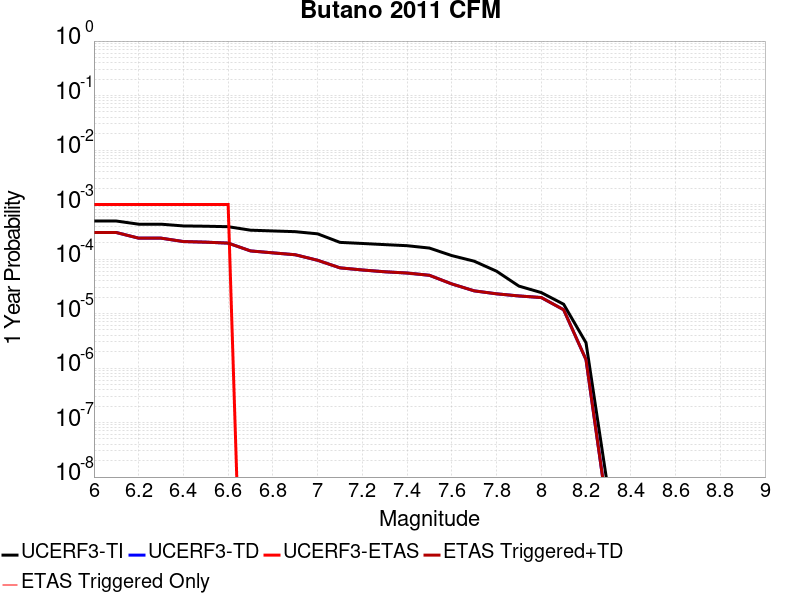 Butano 2011 CFM
10^0
10^-1
10^-2
10^-3
10^-4
10^-5
10^-6
10^-7
10^-8
1 Year Probability
6 6.2 6.4 6.6 6.8 7 7.2 7.4 7.6 7.8 8 8.2 8.4 8.6 8.8 9
Magnitude
UCERF3-TI UCERF3-TD UCERF3-ETAS ETAS Triggered+TD
ETAS Triggered Only